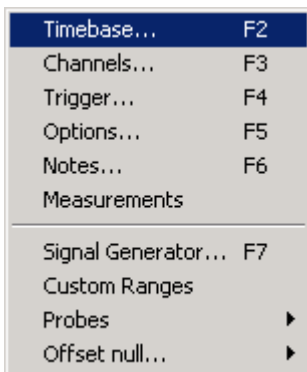 Timebase... F2
Channels... F3
Trigger... F4
Options... F5
Notes... F6
Measurements
Signal Generator... F7
Custom Ranges
Probes
Offset null...